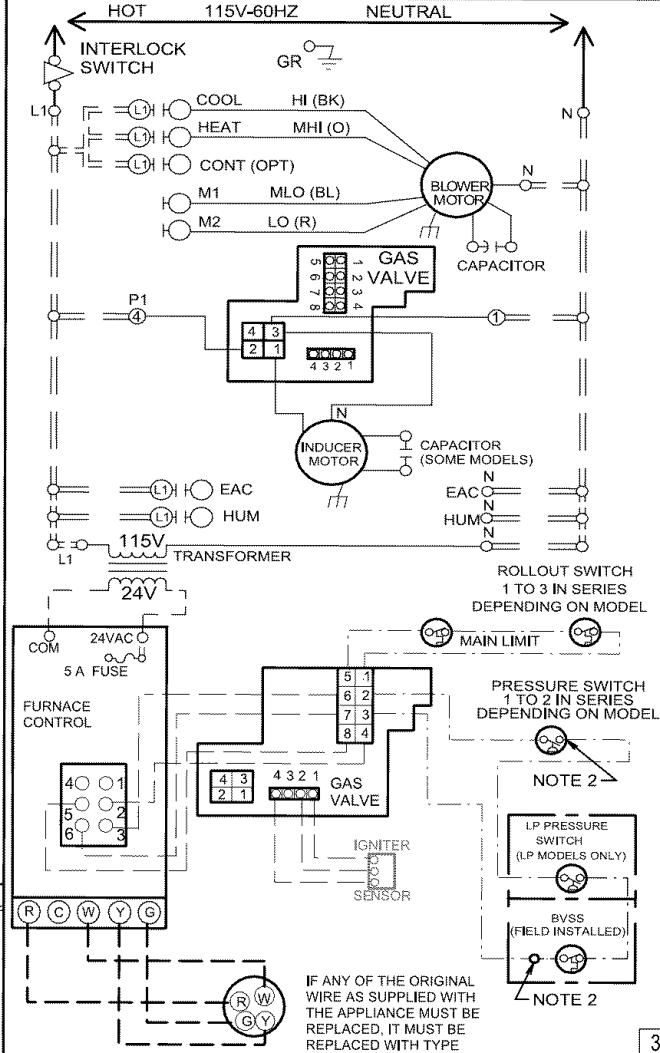 HOT 115V-60HZ NEUTRAL
INTERLOCK
SWITCH
GR
L1
N
L1 COOL HI (BK)
L1 HEAT MHI (O)
L1 CONT (OPT)
M1 MLO (BL)
M2 LO (R)
BLOWER
MOTOR
N
CAPACITOR
GAS
VALVE
5 1
6 2
7 3
8 4
P1
4
1
4 3
2 1
4 3 2 1
N
INDUCER
MOTOR
CAPACITOR
(SOME MODELS)
L1 EAC
L1 HUM
N
EAC
N
HUM
N
L1
115V
TRANSFORMER
24V
ROLLOUT SWITCH
1 TO 3 IN SERIES
DEPENDING ON MODEL
MAIN LIMIT
COM
24VAC
5 A FUSE
FURNACE
CONTROL
4 1
5 2
6 3
5 1
6 2
7 3
8 4
4 3
2 1
4 3 2 1
GAS
VALVE
PRESSURE SWITCH
1 TO 2 IN SERIES
DEPENDING ON MODEL
NOTE 2
IGNITER
SENSOR
LP PRESSURE
SWITCH
(LP MODELS ONLY)
BVSS
(FIELD INSTALLED)
NOTE 2
R C W Y G
R W
G Y
IF ANY OF THE ORIGINAL
WIRE AS SUPPLIED WITH
THE APPLIANCE MUST BE
REPLACED, IT MUST BE
REPLACED WITH TYPE
3